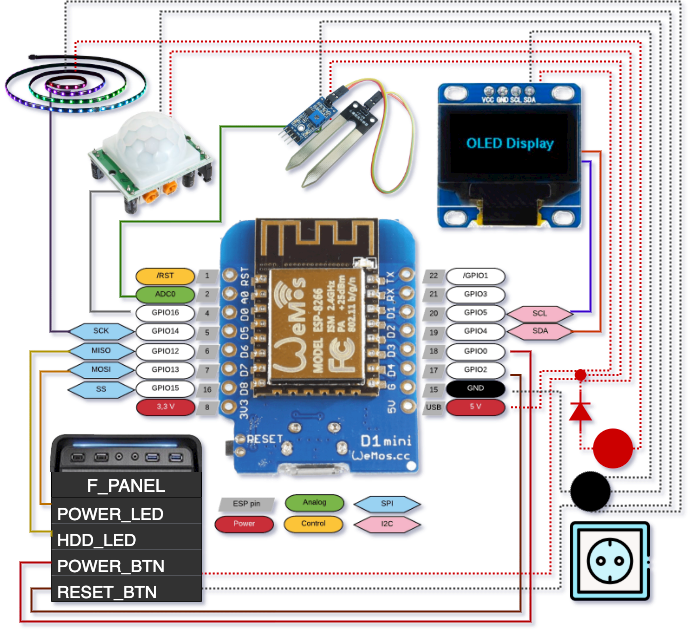 VCC GND SCL SDA
OLED Display
/RST 1 RST
ADC0 2 A0
GPIO16 4 D0
SCK GPIO14 5 D5
MISO GPIO12 6 D6
MOSI GPIO13 7 D7
SS GPIO15 16 D8
3,3 V 8 3V3
WeMos
MODEL ESP-8266
ISM 2.4GHz
PA +25dBm
802.11 b/g/n
FC
TX 22 /GPIO1
RX 21 GPIO3
D1 20 GPIO5 SCL
D2 19 GPIO4 SDA
D3 18 GPIO0
D4 17 GPIO2
G 15 GND
5V USB 5 V
RESET
D1 mini
WeMos.cc
F_PANEL
POWER_LED
HDD_LED
POWER_BTN
RESET_BTN
ESP pin Analog SPI
Power Control I2C